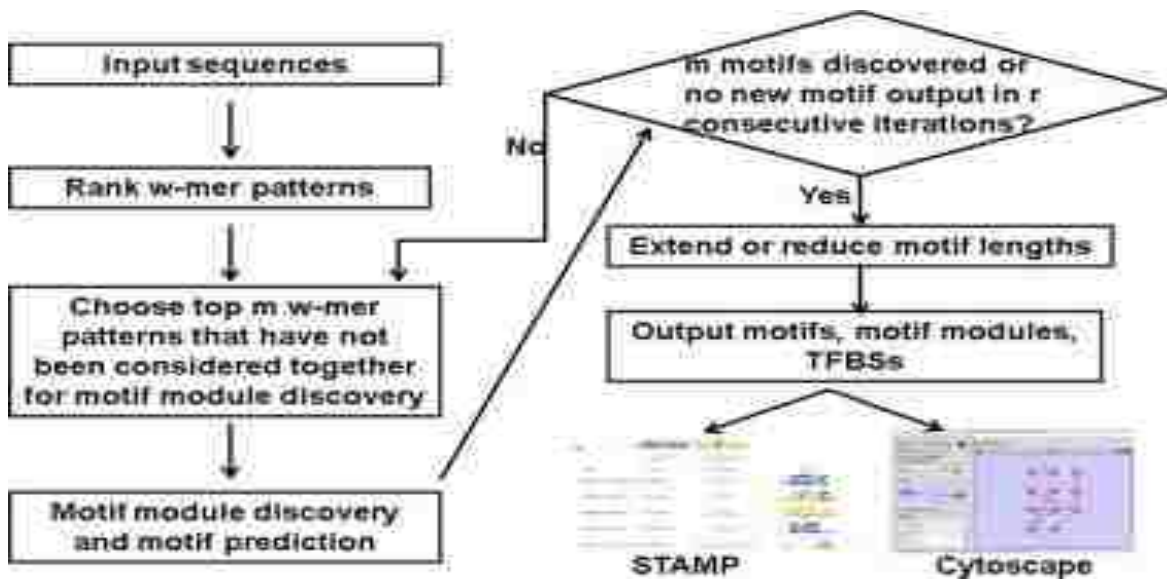 Input sequences
Rank w-mer patterns
Choose top m w-mer
patterns that have not
been considered together
for motif module discovery
Motif module discovery
and motif prediction
m motifs discovered or
no new motif output in r
consecutive iterations?
No
Yes
Extend or reduce motif lengths
Output motifs, motif modules,
TFBSs
STAMP
Cytoscape